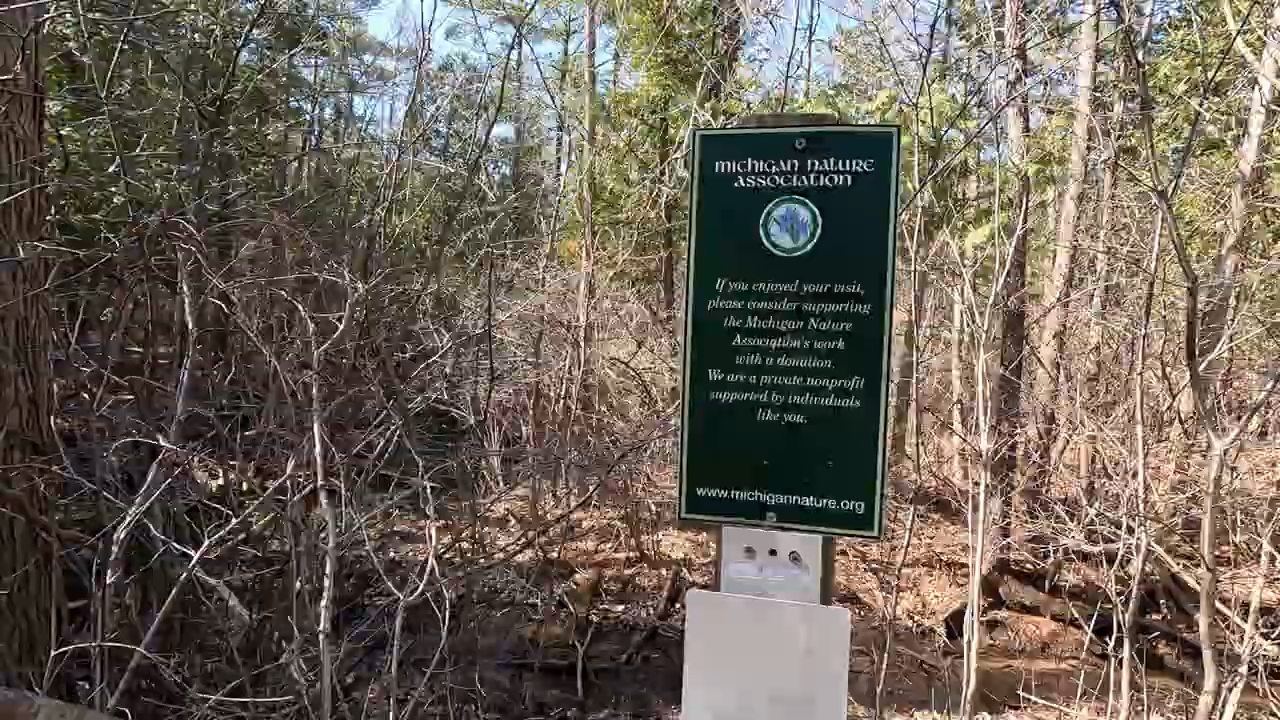 michigan nature
association
If you enjoyed your visit,
please consider supporting
the Michigan Nature
Association's work
with a donation.
We are a private nonprofit
supported by individuals
like you.
www.michigannature.org